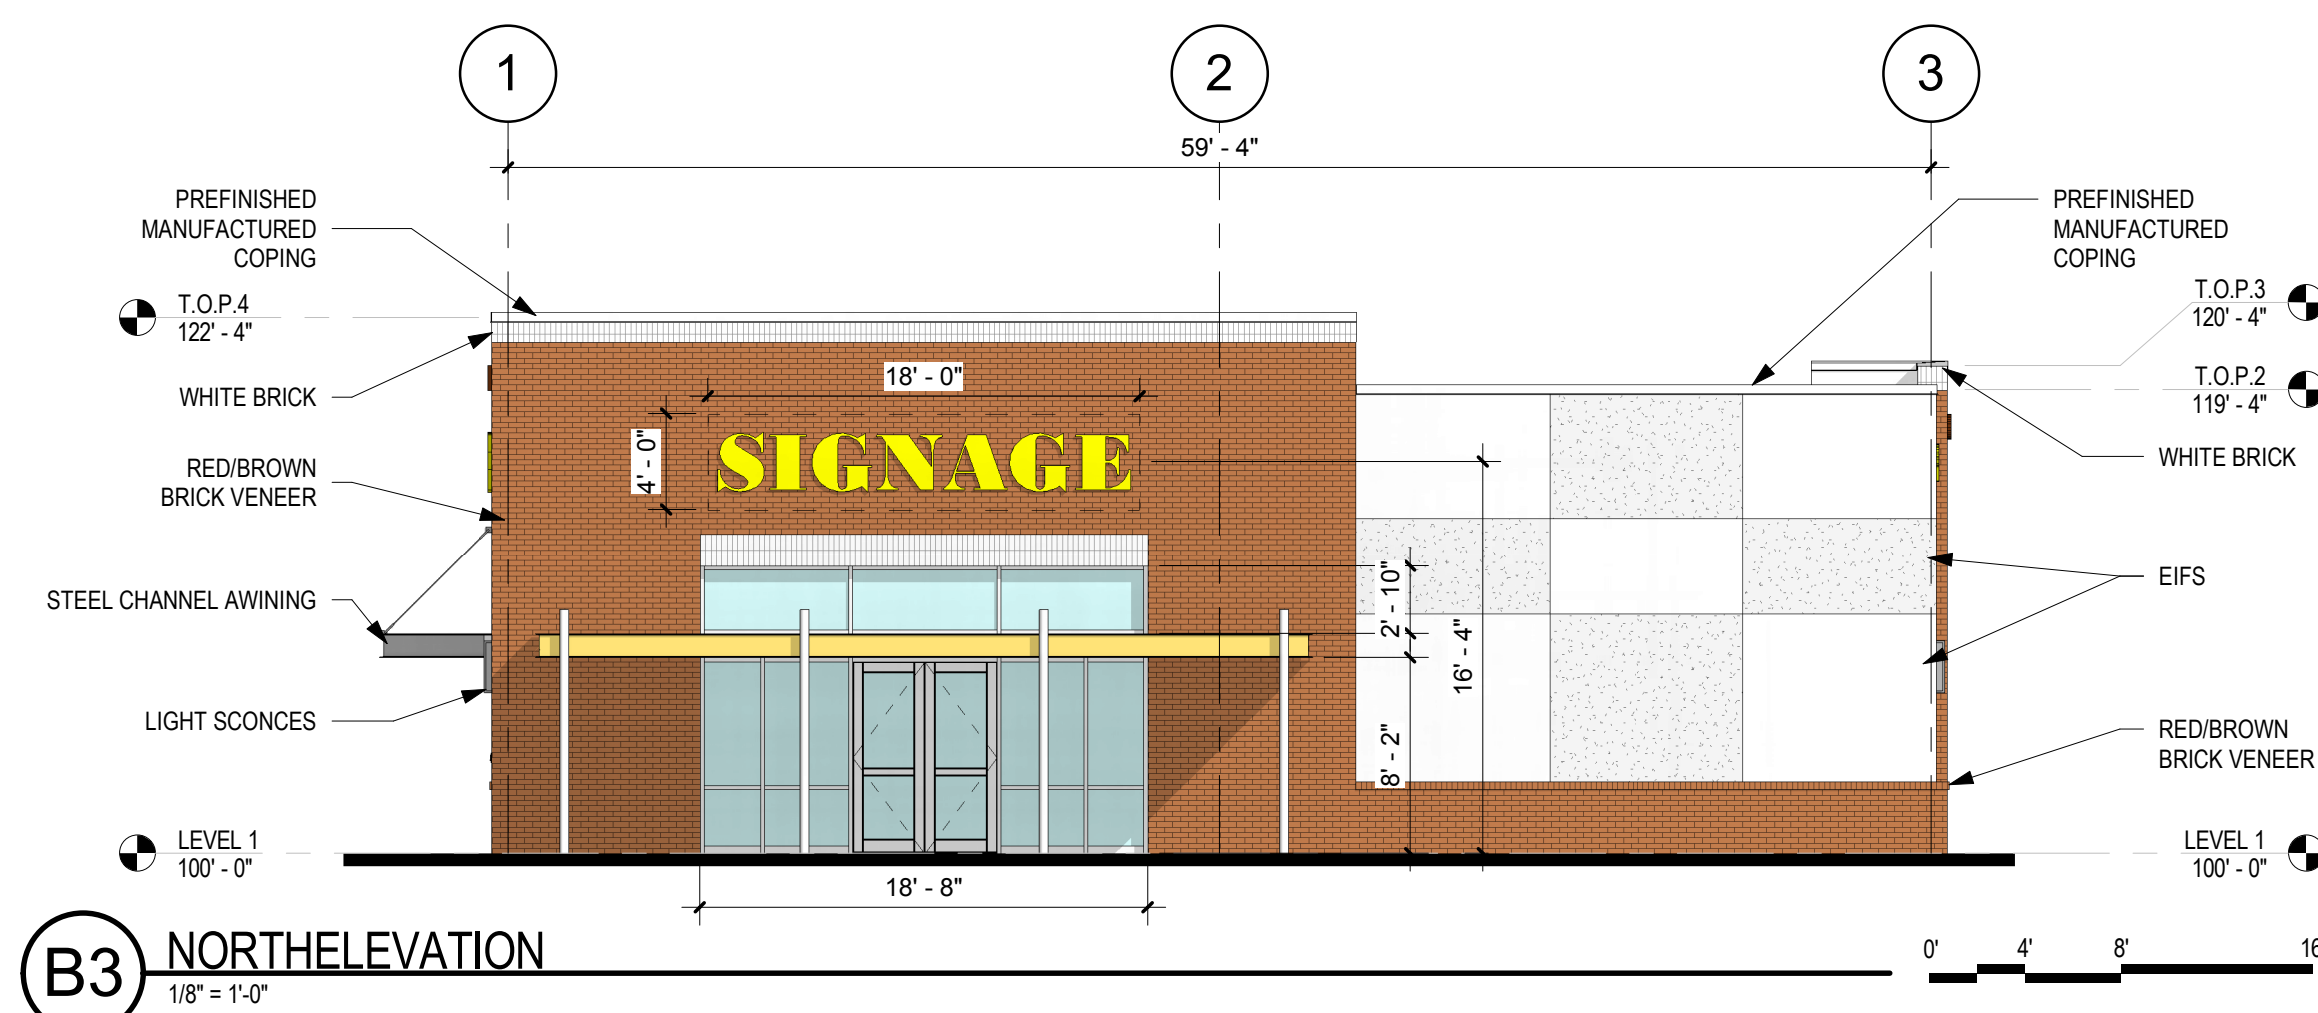 1
2
3
59' - 4"
PREFINISHED
MANUFACTURED
COPING
T.O.P.4
122' - 4"
WHITE BRICK
RED/BROWN
BRICK VENEER
STEEL CHANNEL AWINING
LIGHT SCONCES
LEVEL 1
100' - 0"
18' - 0"
4' - 0"
SIGNAGE
2' - 10"
16' - 4"
8' - 2"
18' - 8"
PREFINISHED
MANUFACTURED
COPING
T.O.P.3
120' - 4"
T.O.P.2
119' - 4"
WHITE BRICK
EIFS
RED/BROWN
BRICK VENEER
LEVEL 1
100' - 0"
B3
NORTHELEVATION
1/8" = 1'-0"
0' 4' 8' 16